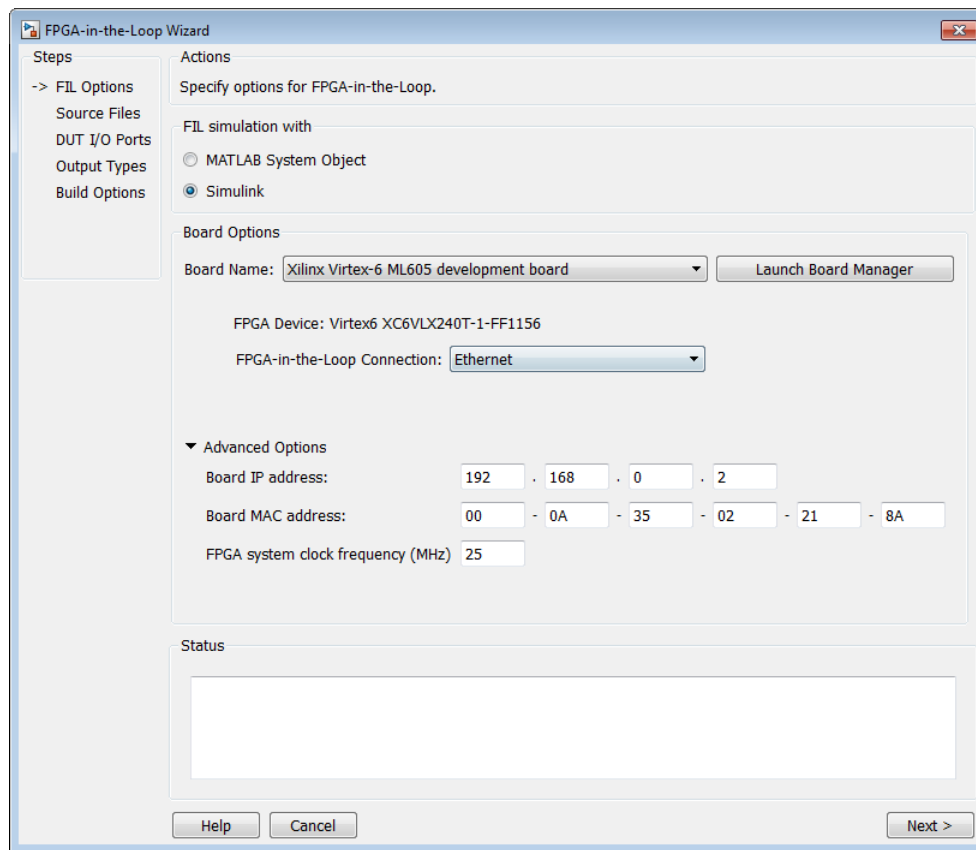 FPGA-in-the-Loop Wizard
Steps
-> FIL Options
Source Files
DUT I/O Ports
Output Types
Build Options
Actions
Specify options for FPGA-in-the-Loop.
FIL simulation with
MATLAB System Object
Simulink
Board Options
Board Name: Xilinx Virtex-6 ML605 development board Launch Board Manager
FPGA Device: Virtex6 XC6VLX240T-1-FF1156
FPGA-in-the-Loop Connection: Ethernet
Advanced Options
Board IP address: 192 . 168 . 0 . 2
Board MAC address: 00 - 0A - 35 - 02 - 21 - 8A
FPGA system clock frequency (MHz) 25
Status
Help Cancel Next >